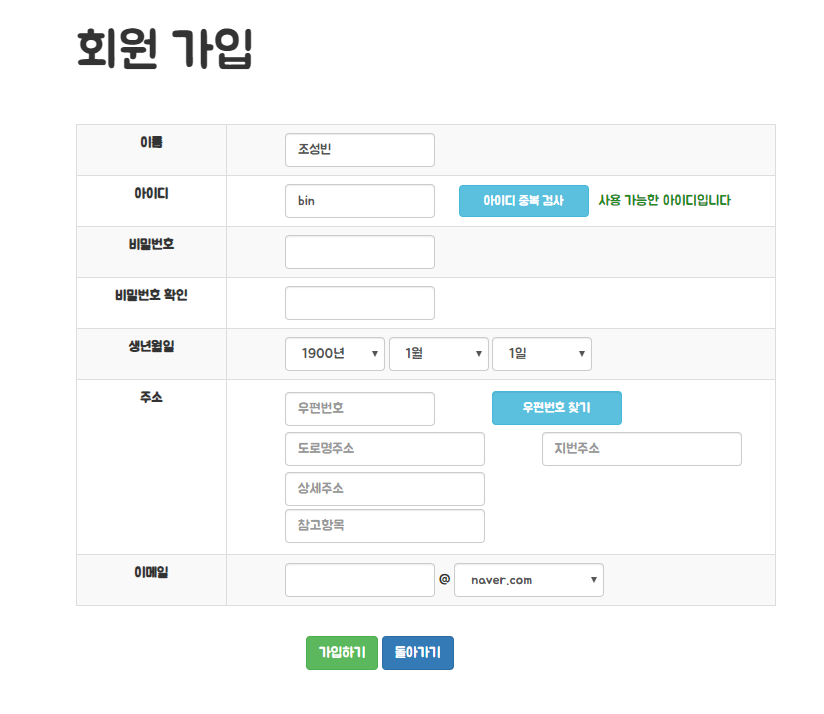 회원 가입
이름 조성빈
아이디 bin 아이디 중복 검사 사용 가능한 아이디입니다
비밀번호
비밀번호 확인
생년월일 1900년 1월 1일
주소 우편번호 우편번호 찾기
도로명주소 지번주소
상세주소
참고항목
이메일 @ naver.com
가입하기 돌아가기